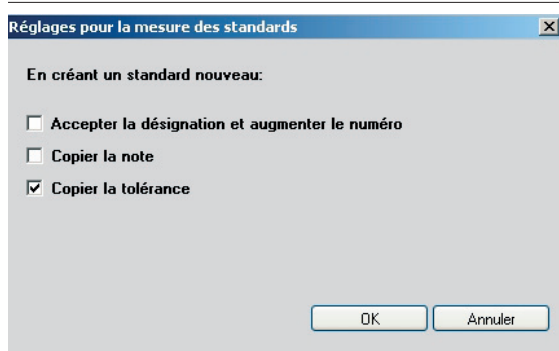 Réglages pour la mesure des standards
En créant un standard nouveau:
Accepter la désignation et augmenter le numéro
Copier la note
Copier la tolérance
OK Annuler